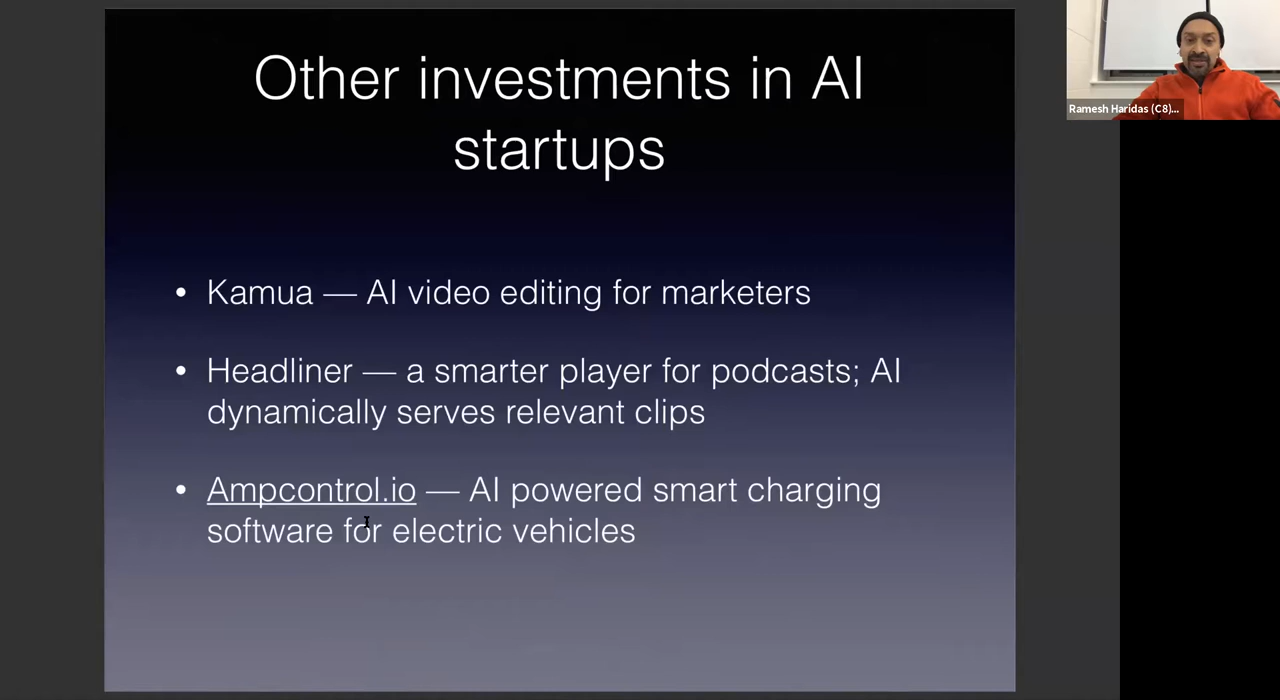 Other investments in AI
startups
• Kamua — AI video editing for marketers
• Headliner — a smarter player for podcasts; AI
dynamically serves relevant clips
• Ampcontrol.io — AI powered smart charging
software for electric vehicles
Ramesh Haridas (C8)...